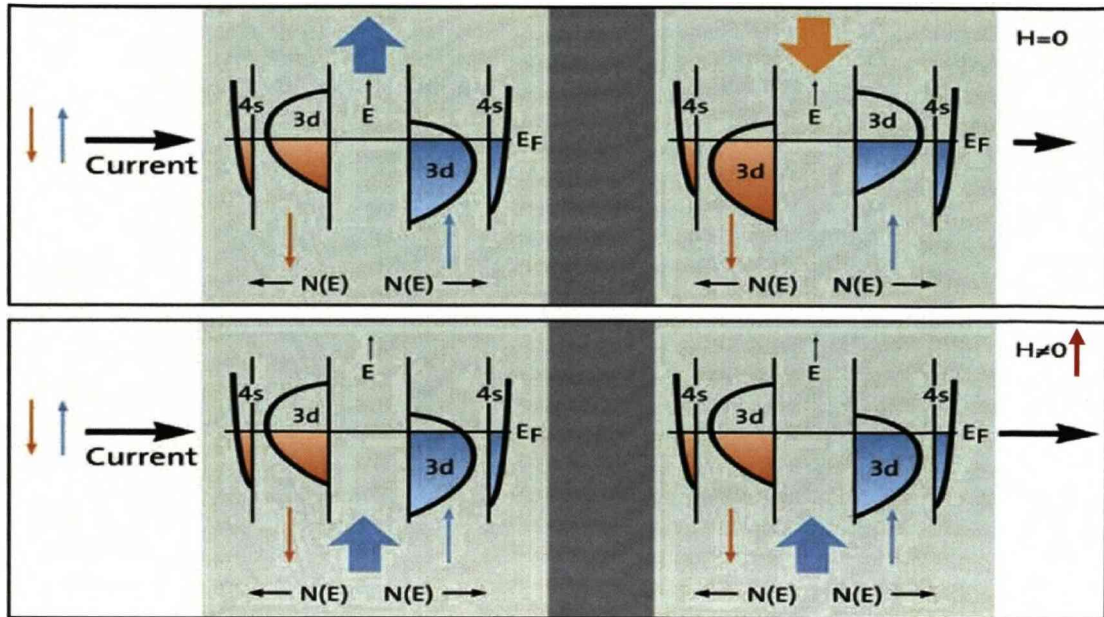 H=0
4s 3d E 3d 4s EF 4s 3d E 3d 4s EF
Current
N(E) N(E) N(E) N(E)
H≠0
E E
4s 3d 3d 4s 4s 3d 3d 4s
EF EF
Current
N(E) N(E) N(E) N(E)